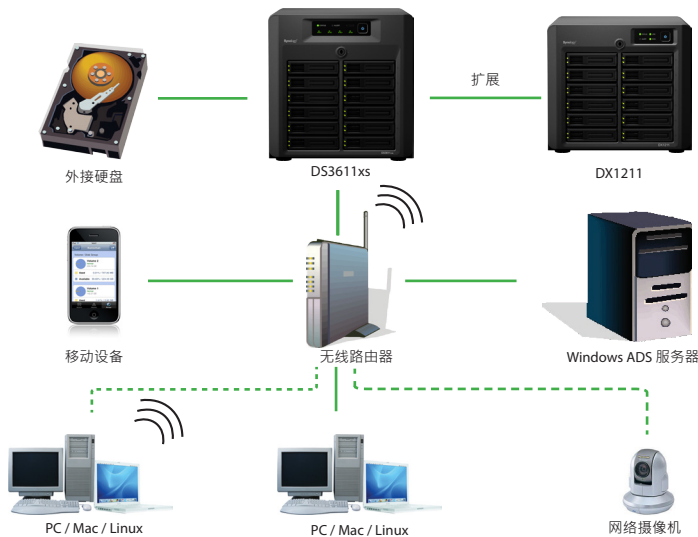 扩展
外接硬盘
DS3611xs
DX1211
移动设备
无线路由器
Windows ADS 服务器
PC / Mac / Linux
PC / Mac / Linux
网络摄像机